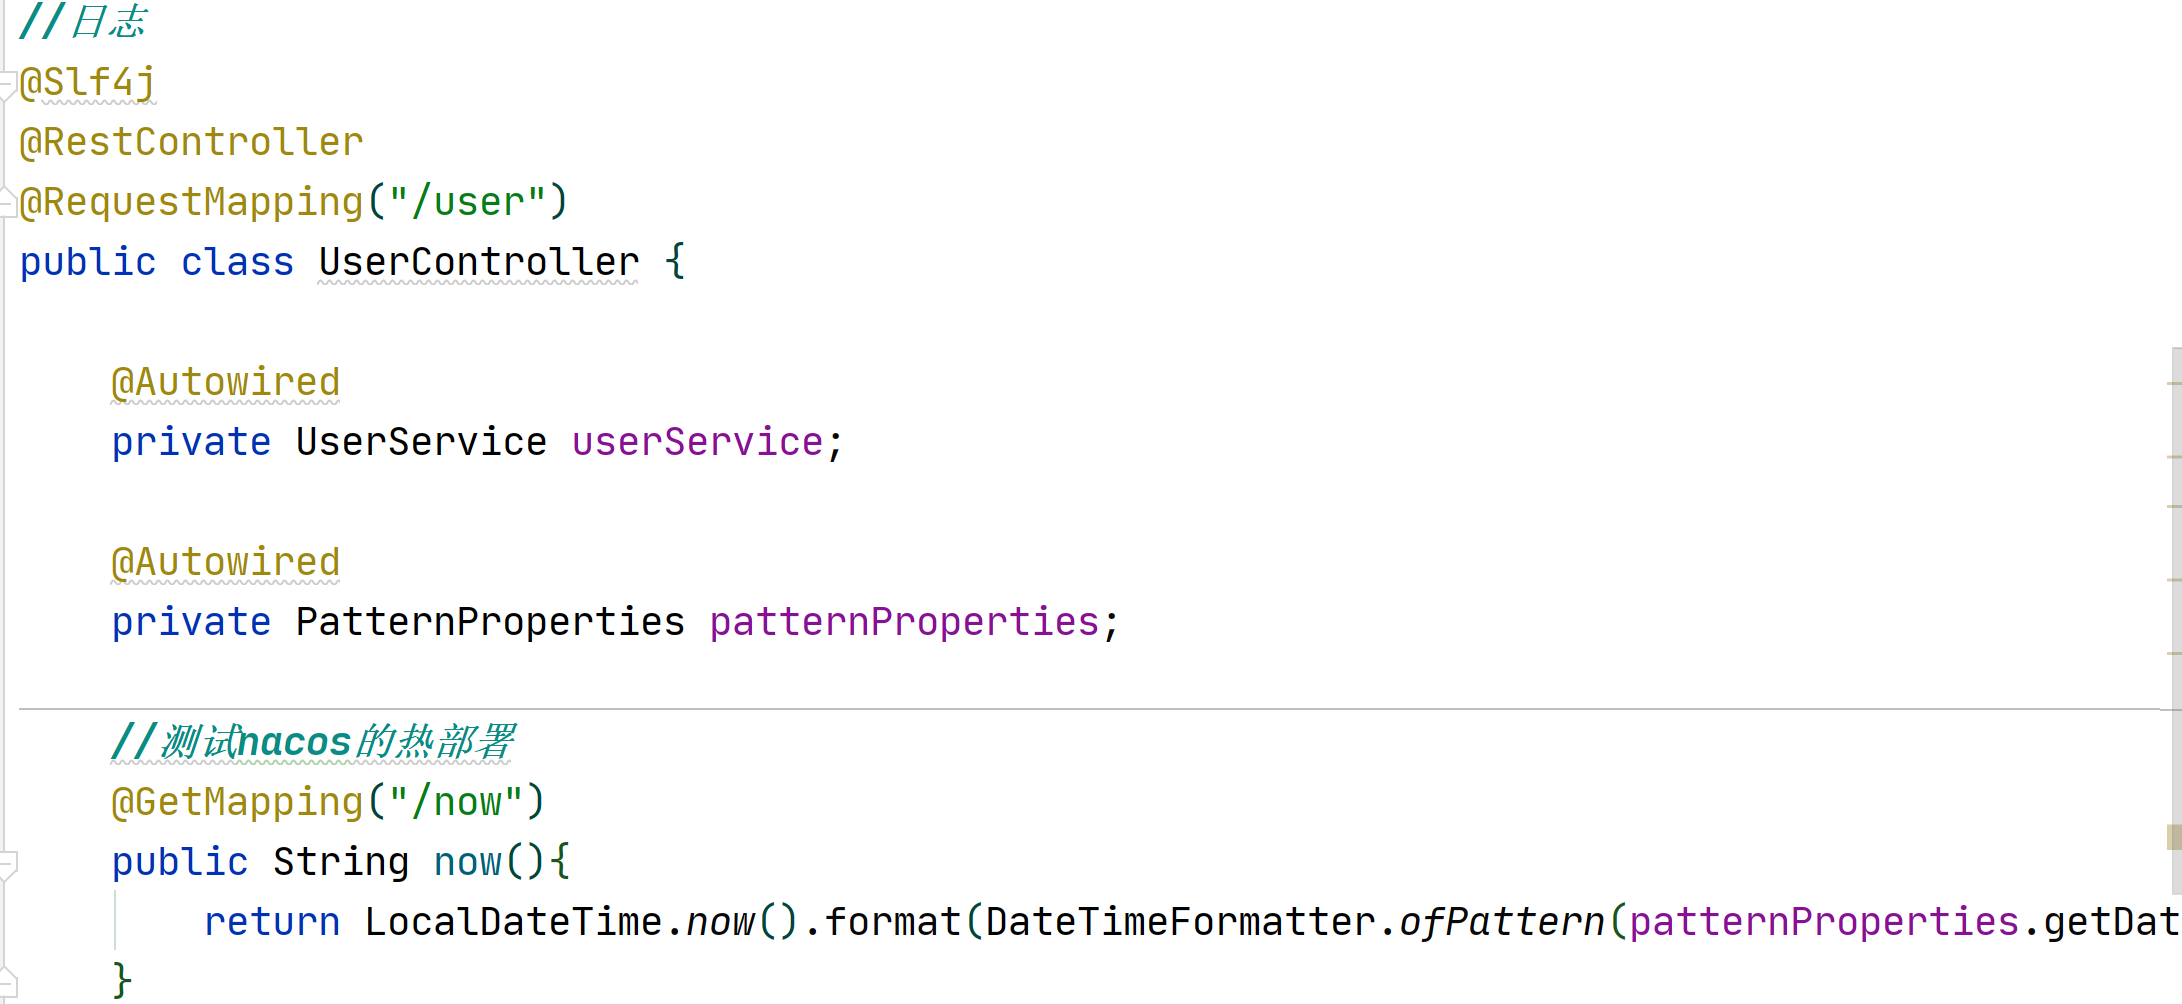 //日志
@Slf4j
@RestController
@RequestMapping("/user")
public class UserController {
@Autowired
private UserService userService;
@Autowired
private PatternProperties patternProperties;
//测试nacos的热部署
@GetMapping("/now")
public String now(){
return LocalDateTime.now().format(DateTimeFormatter.ofPattern(patternProperties.getDat
}